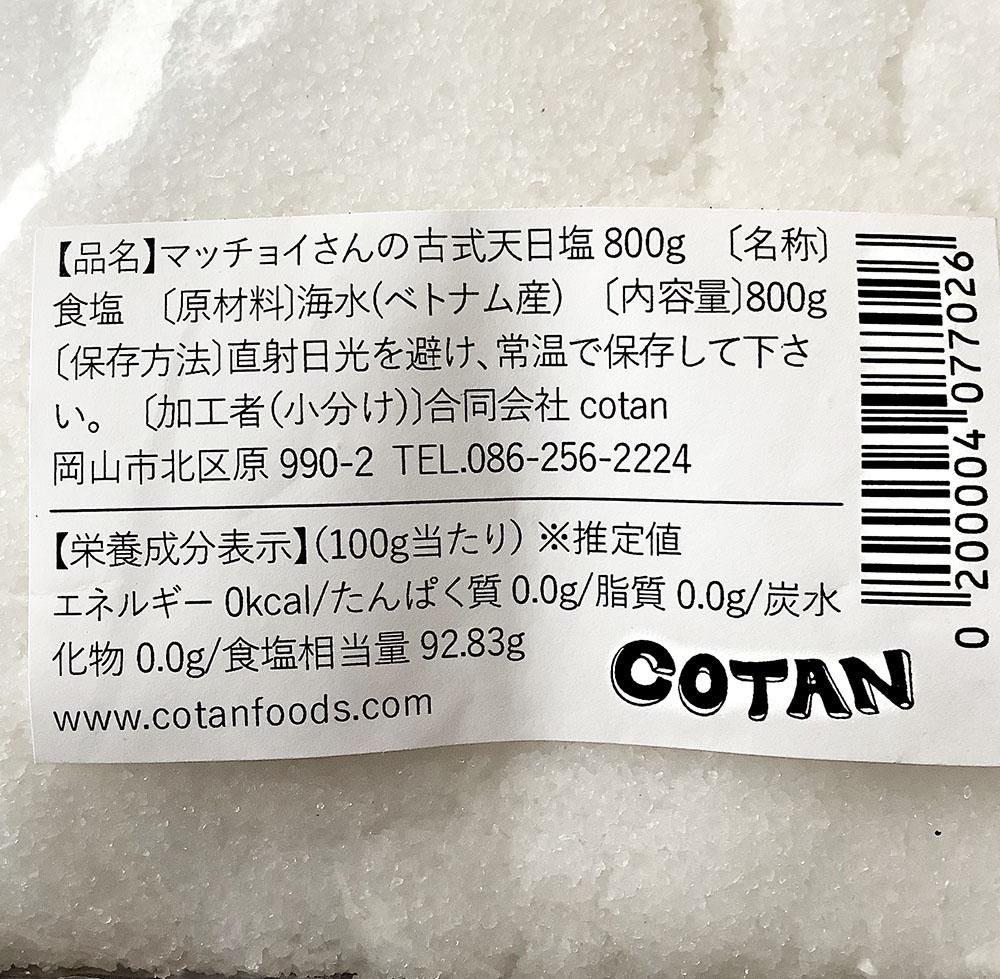 【品名】マッチョイさんの古式天日塩 800g 〔名称〕
食塩 〔原材料〕海水(ベトナム産) 〔内容量〕800g
〔保存方法〕直射日光を避け、常温で保存して下さ
い。 〔加工者(小分け)〕合同会社 cotan
岡山市北区原 990-2 TEL.086-256-2224
【栄養成分表示】(100g当たり) ※推定値
エネルギー 0kcal/たんぱく質 0.0g/脂質 0.0g/炭水
化物 0.0g/食塩相当量 92.83g
www.cotanfoods.com
COTAN
0 200004 077026